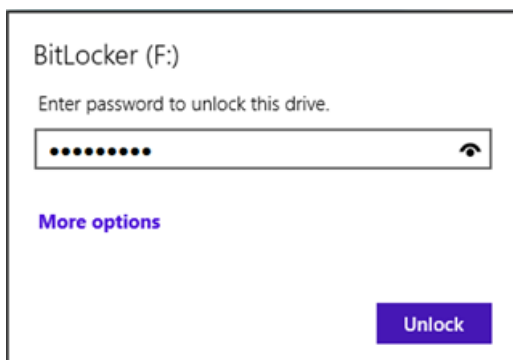 BitLocker (F:)
Enter password to unlock this drive.
●●●●●●●●●
More options
Unlock